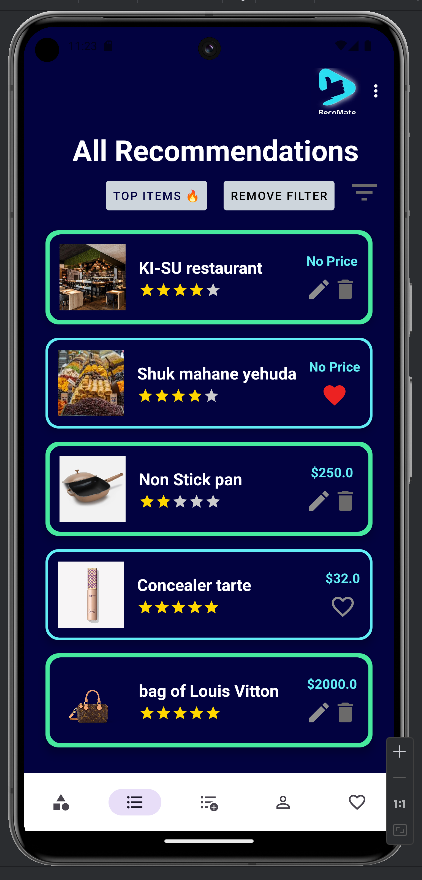 RecoMate
All Recommendations
TOP ITEMS 🔥
REMOVE FILTER
KI-SU restaurant
No Price
Shuk mahane yehuda
No Price
Non Stick pan
$250.0
Concealer tarte
$32.0
bag of Louis Vitton
$2000.0
1:1